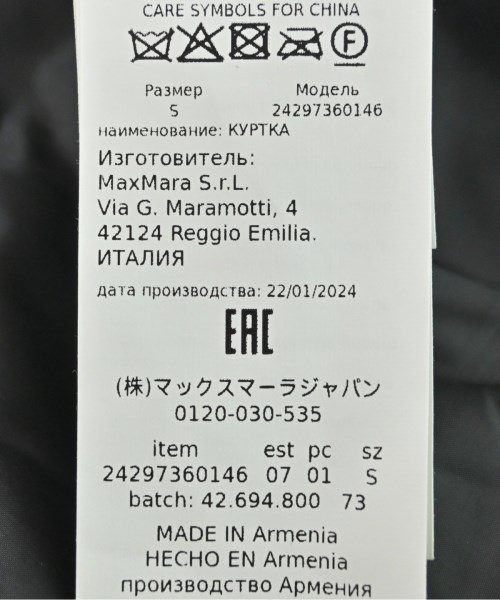 CARE SYMBOLS FOR CHINA
F
Размер Модель
S 24297360146
наименование: КУРТКА
Изготовитель:
MaxMara S.r.L.
Via G. Maramotti, 4
42124 Reggio Emilia.
ИТАЛИЯ
дата производства: 22/01/2024
EAC
(株)マックスマーラジャパン
0120-030-535
item est pc sz
24297360146 07 01 S
batch: 42.694.800 73
MADE IN Armenia
HECHO EN Armenia
производство Армения